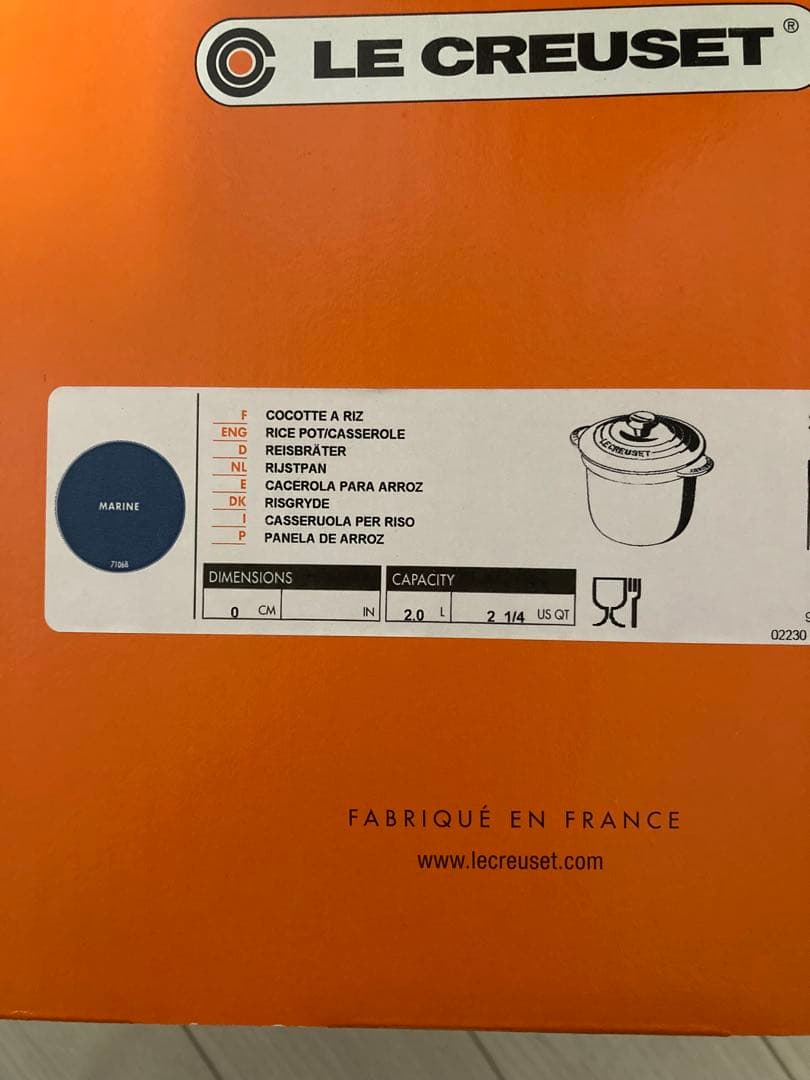 LE CREUSET®
MARINE
71068
F COCOTTE A RIZ
ENG RICE POT/CASSEROLE
D REISBRÄTER
NL RIJSTPAN
E CACEROLA PARA ARROZ
DK RISGRYDE
I CASSERUOLA PER RISO
P PANELA DE ARROZ
LECREUSET
DIMENSIONS CAPACITY
0 CM IN 2.0 L 2 1/4 US QT
02230
FABRIQUÉ EN FRANCE
www.lecreuset.com